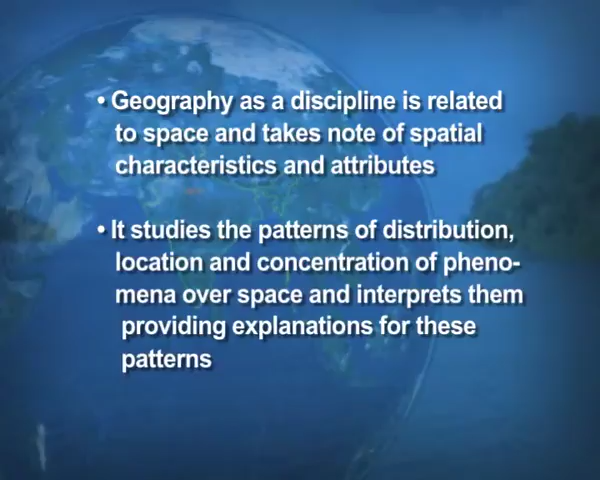 • Geography as a discipline is related
to space and takes note of spatial
characteristics and attributes
• It studies the patterns of distribution,
location and concentration of pheno-
mena over space and interprets them
providing explanations for these
patterns